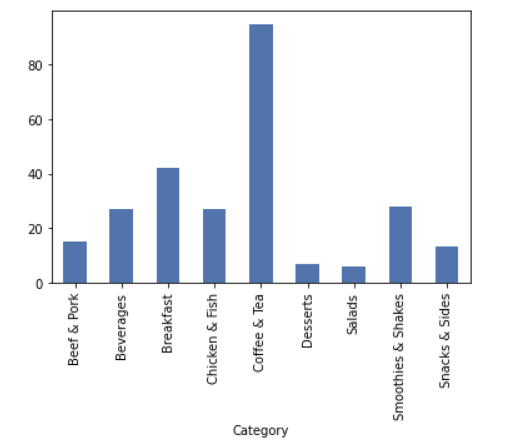 80
60
40
20
0
Beef & Pork
Beverages
Breakfast
Chicken & Fish
Coffee & Tea
Desserts
Salads
Smoothies & Shakes
Snacks & Sides
Category